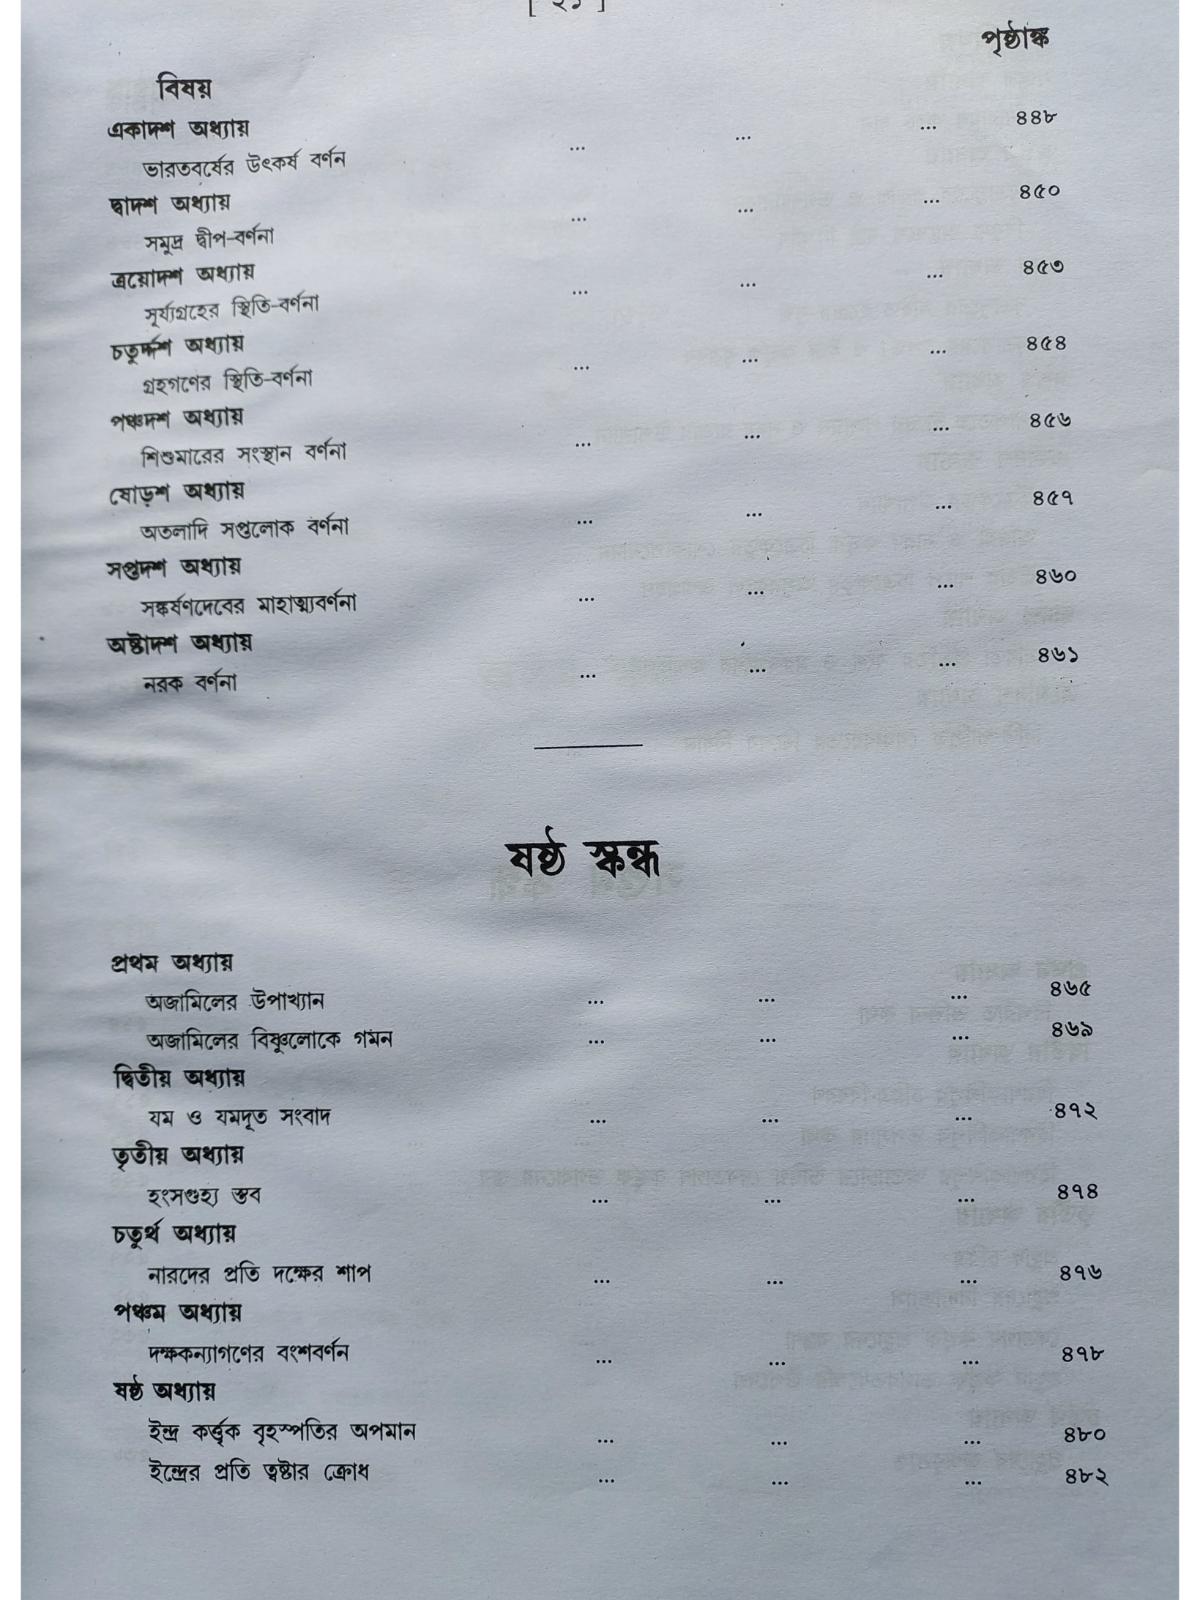 পৃষ্ঠাঙ্ক
বিষয়
একাদশ অধ্যায়
ভারতবর্ষের উৎকর্ষ বর্ণন ... ... ... ৪৪৮
দ্বাদশ অধ্যায়
সমুদ্র দ্বীপ-বর্ণনা ... ... ... ৪৫০
ত্রয়োদশ অধ্যায়
সূর্য্যগ্রহের স্থিতি-বর্ণনা ... ... ... ৪৫৩
চতুর্দ্দশ অধ্যায়
গ্রহগণের স্থিতি-বর্ণনা ... ... ... ৪৫৪
পঞ্চদশ অধ্যায়
শিশুমারের সংস্থান বর্ণনা ... ... ... ৪৫৬
ষোড়শ অধ্যায়
অতলাদি সপ্তলোক বর্ণনা ... ... ... ৪৫৭
সপ্তদশ অধ্যায়
সঙ্কর্ষণদেবের মাহাত্ম্যবর্ণনা ... ... ... ৪৬০
অষ্টাদশ অধ্যায়
নরক বর্ণনা ... ... ... ৪৬১
ষষ্ঠ স্কন্ধ
প্রথম অধ্যায়
অজামিলের উপাখ্যান ... ... ... ৪৬৫
অজামিলের বিষ্ণুলোকে গমন ... ... ... ৪৬৯
দ্বিতীয় অধ্যায়
যম ও যমদূত সংবাদ ... ... ... ৪৭২
তৃতীয় অধ্যায়
হংসগুহ্য স্তব ... ... ... ৪৭৪
চতুর্থ অধ্যায়
নারদের প্রতি দক্ষের শাপ ... ... ... ৪৭৬
পঞ্চম অধ্যায়
দক্ষকন্যাগণের বংশবর্ণন ... ... ... ৪৭৮
ষষ্ঠ অধ্যায়
ইন্দ্র কর্ত্তৃক বৃহস্পতির অপমান ... ... ... ৪৮০
ইন্দ্রের প্রতি ত্বষ্টার ক্রোধ ... ... ... ৪৮২